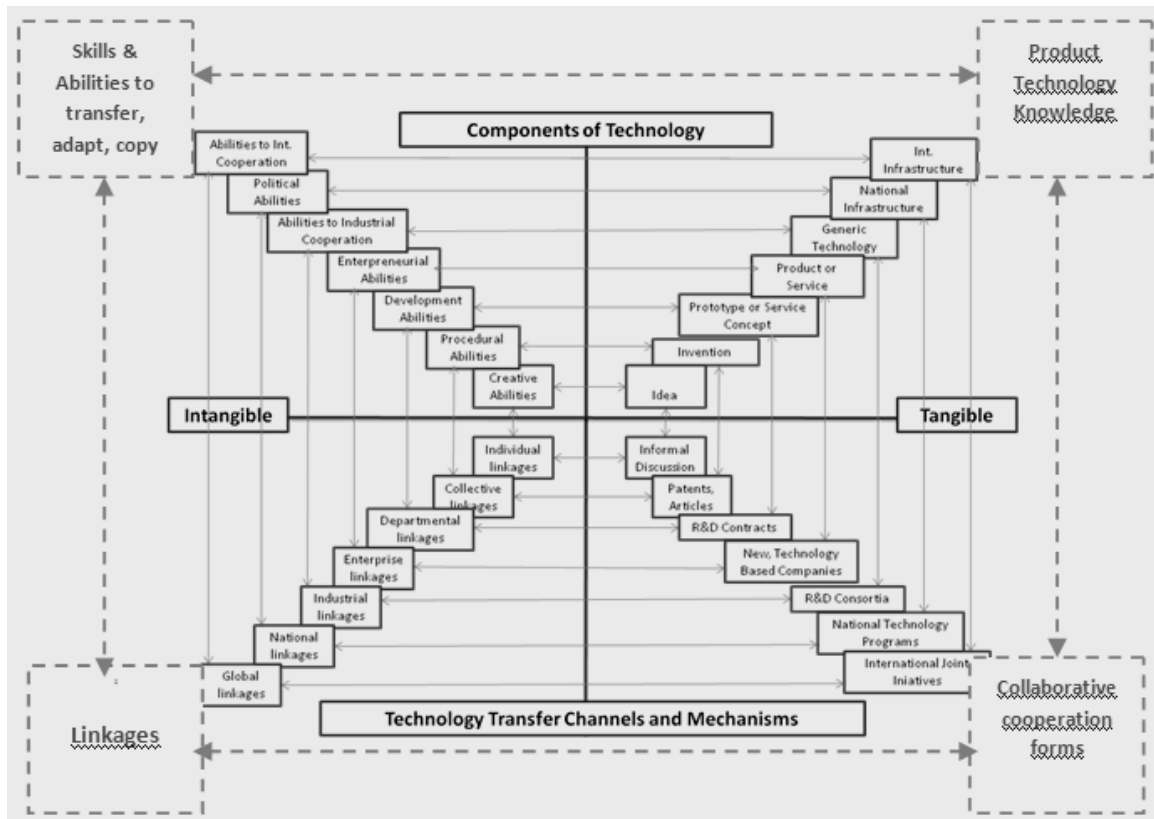 Skills &
Abilities to
transfer,
adapt, copy
Product
Technology
Knowledge
Components of Technology
Abilities to Int.
Cooperation
Int.
Infrastructure
Political
Abilities
National
Infrastructure
Abilities to Industrial
Cooperation
Generic
Technology
Enterpreneurial
Abilities
Product or
Service
Development
Abilities
Prototype or Service
Concept
Procedural
Abilities
Invention
Creative
Abilities
Idea
Intangible
Tangible
Individual
linkages
Informal
Discussion
Collective
linkages
Patents,
Articles
Departmental
linkages
R&D Contracts
Enterprise
linkages
New, Technology
Based Companies
Industrial
linkages
R&D Consortia
National
linkages
National Technology
Programs
Global
linkages
International Joint
Iniatives
Technology Transfer Channels and Mechanisms
Linkages
Collaborative
cooperation
forms